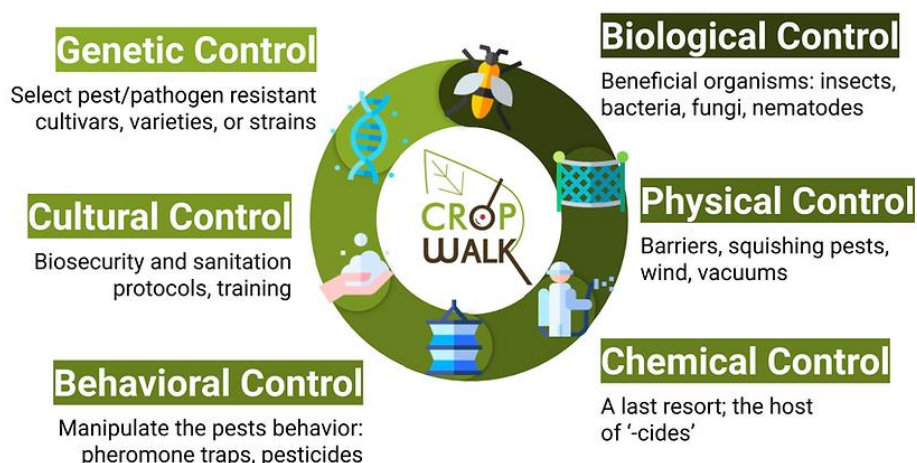 Genetic Control
Select pest/pathogen resistant
cultivars, varieties, or strains
Cultural Control
Biosecurity and sanitation
protocols, training
Behavioral Control
Manipulate the pests behavior:
pheromone traps, pesticides
CROP
WALK
Biological Control
Beneficial organisms: insects,
bacteria, fungi, nematodes
Physical Control
Barriers, squishing pests,
wind, vacuums
Chemical Control
A last resort; the host
of ‘-cides’